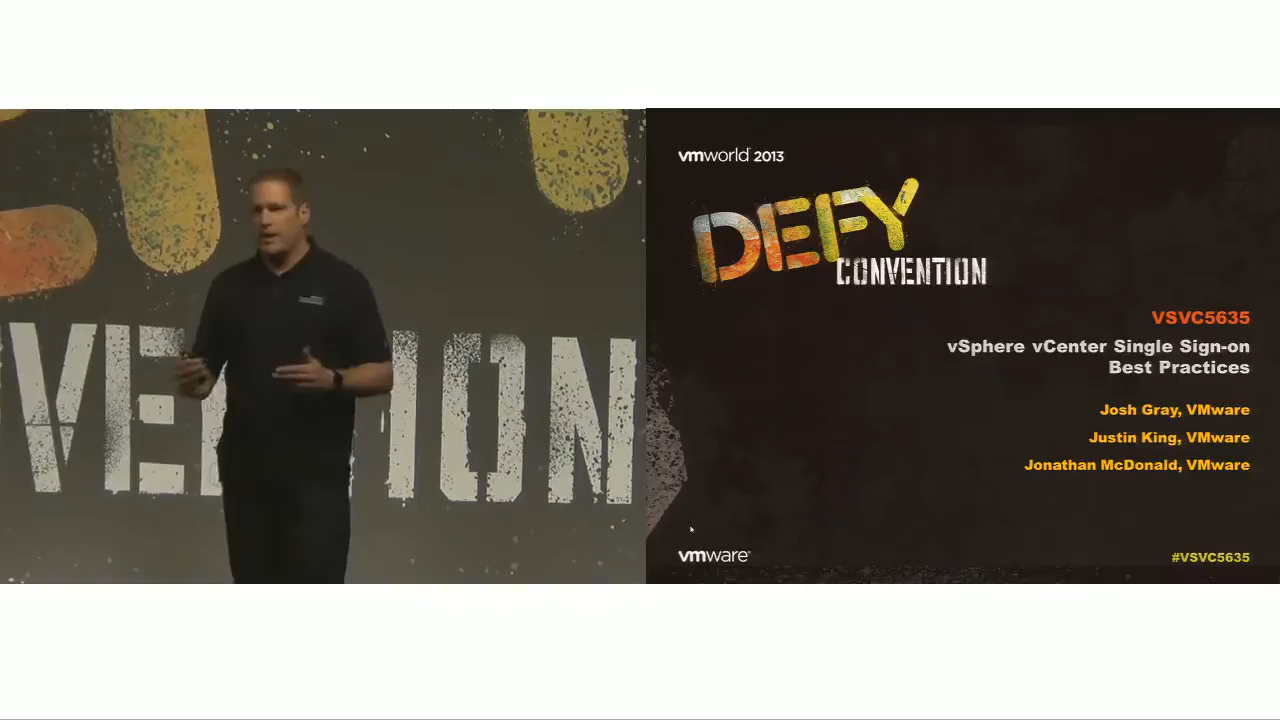 VENTION
vmworld 2013
DEFY
CONVENTION
VSVC5635
vSphere vCenter Single Sign-on
Best Practices
Josh Gray, VMware
Justin King, VMware
Jonathan McDonald, VMware
vmware
#VSVC5635